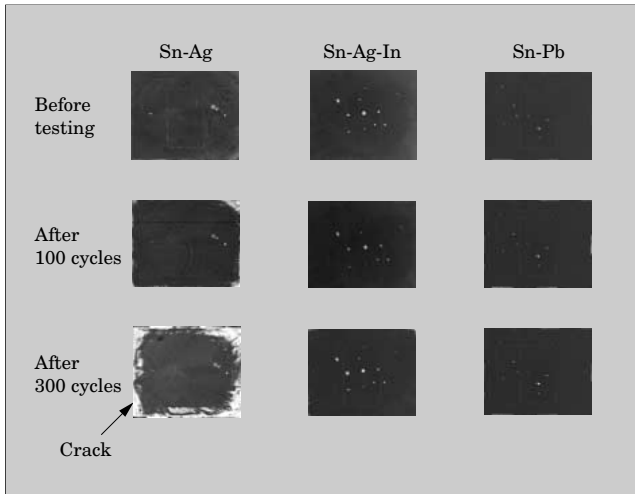 Sn-Ag
Sn-Ag-In
Sn-Pb
Before
testing
After
100 cycles
After
300 cycles
Crack